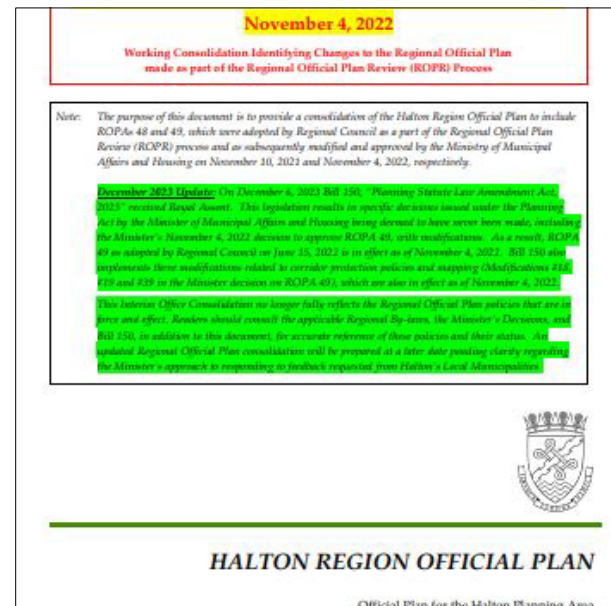 November 4, 2022
Working Consolidation Identifying Changes to the Regional Official Plan
made as part of the Regional Official Plan Review (ROPR) Process
Note: The purpose of this document is to provide a consolidation of the Halton Region Official Plan to include
ROPAs 48 and 49, which were adopted by Regional Council as a part of the Regional Official Plan
Review (ROPR) process and as subsequently modified and approved by the Ministry of Municipal
Affairs and Housing on November 10, 2021 and November 4, 2022, respectively.
December 2023 Update: On December 6, 2023 Bill 150, "Planning Statute Law Amendment Act,
2023" received Royal Assent. This legislation results in specific decisions issued under the Planning
Act by the Minister of Municipal Affairs and Housing being deemed to have never been made, including
the Minister's November 4, 2022 decision to approve ROPA 49, with modifications. As a result, ROPA
49 as adopted by Regional Council on June 15, 2022 is in effect as of November 4, 2022. Bill 150 also
implements three modifications related to corridor protection policies and mapping (Modifications #18,
#19 and #39 in the Minister decision on ROPA 49), which are also in effect as of November 4, 2022.
This Interim Office Consolidation no longer fully reflects the Regional Official Plan policies that are in
force and effect. Readers should consult the applicable Regional By-laws, the Minister's Decisions, and
Bill 150, in addition to this document, for accurate reference of these policies and their status. An
updated Regional Official Plan consolidation will be prepared at a later date pending clarity regarding
the Minister's approach to responding to feedback requested from Halton's Local Municipalities.
HALTON REGION OFFICIAL PLAN
Official Plan for the Halton Planning Area